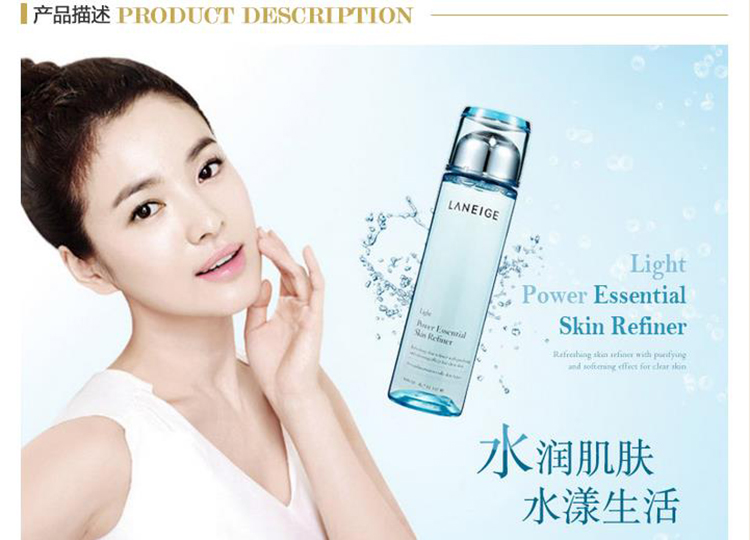 产品描述 PRODUCT DESCRIPTION
LANEIGE
Light
Power Essential
Skin Refiner
Light
Power Essential
Skin Refiner
Refreshing skin refiner with purifying
and softening effect for clear skin
水润肌肤
水漾生活